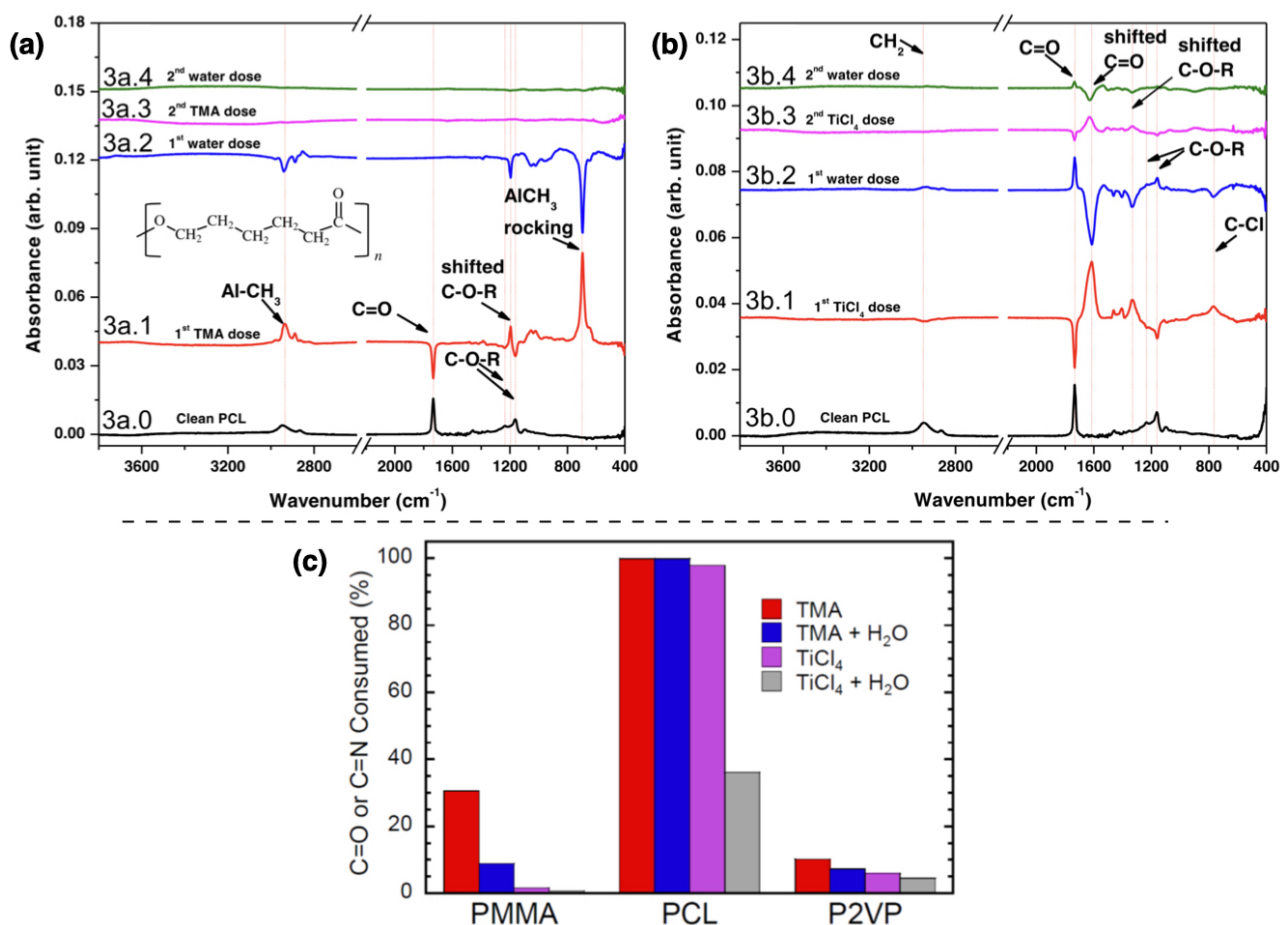 (a)
0.18
0.15
0.12
0.09
0.06
0.03
0.00
Absorbance (arb. unit)
3a.4 2nd water dose
3a.3 2nd TMA dose
3a.2 1st water dose
O
CH2
CH2
CH2
CH2
CH2
C
O
n
AlCH3
rocking
Al-CH3
shifted
C-O-R
C=O
3a.1 1st TMA dose
C-O-R
3a.0 Clean PCL
3600 3200 2800 2000 1600 1200 800 400
Wavenumber (cm-1)
(b)
0.12
0.10
0.08
0.06
0.04
0.02
0.00
Absorbance (arb. unit)
CH2
C=O
shifted
C=O
shifted
C-O-R
3b.4 2nd water dose
3b.3 2nd TiCl4 dose
C-O-R
3b.2 1st water dose
C-Cl
3b.1 1st TiCl4 dose
3b.0 Clean PCL
3600 3200 2800 2000 1600 1200 800 400
Wavenumber (cm-1)
(c)
100
80
60
40
20
0
C=O or C=N Consumed (%)
TMA
TMA + H2O
TiCl4
TiCl4 + H2O
PMMA PCL P2VP